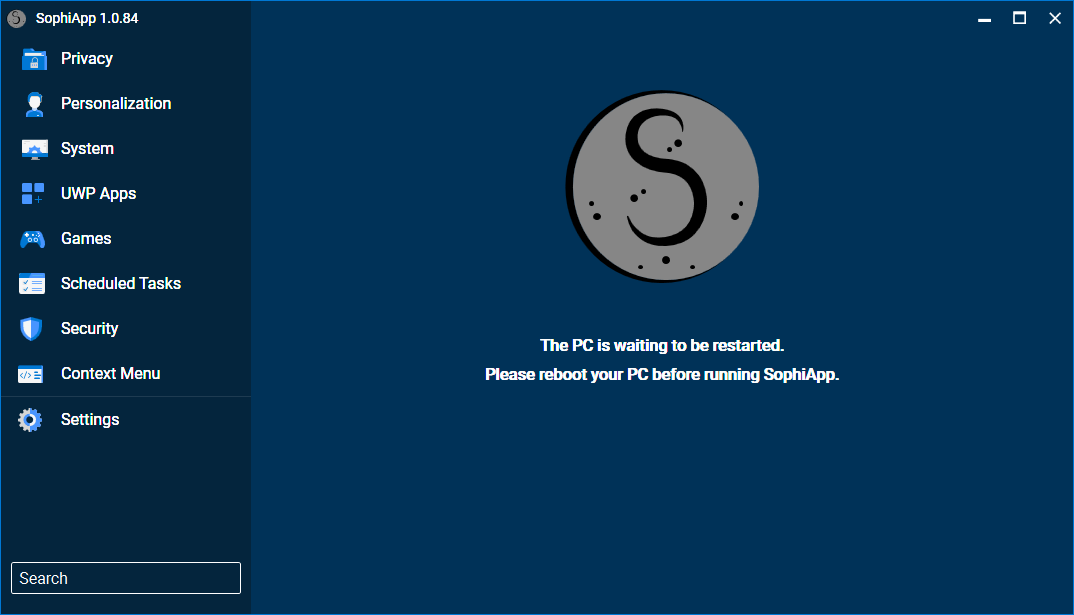 SophiApp 1.0.84
Privacy
Personalization
System
UWP Apps
Games
Scheduled Tasks
Security
Context Menu
Settings
Search
The PC is waiting to be restarted.
Please reboot your PC before running SophiApp.